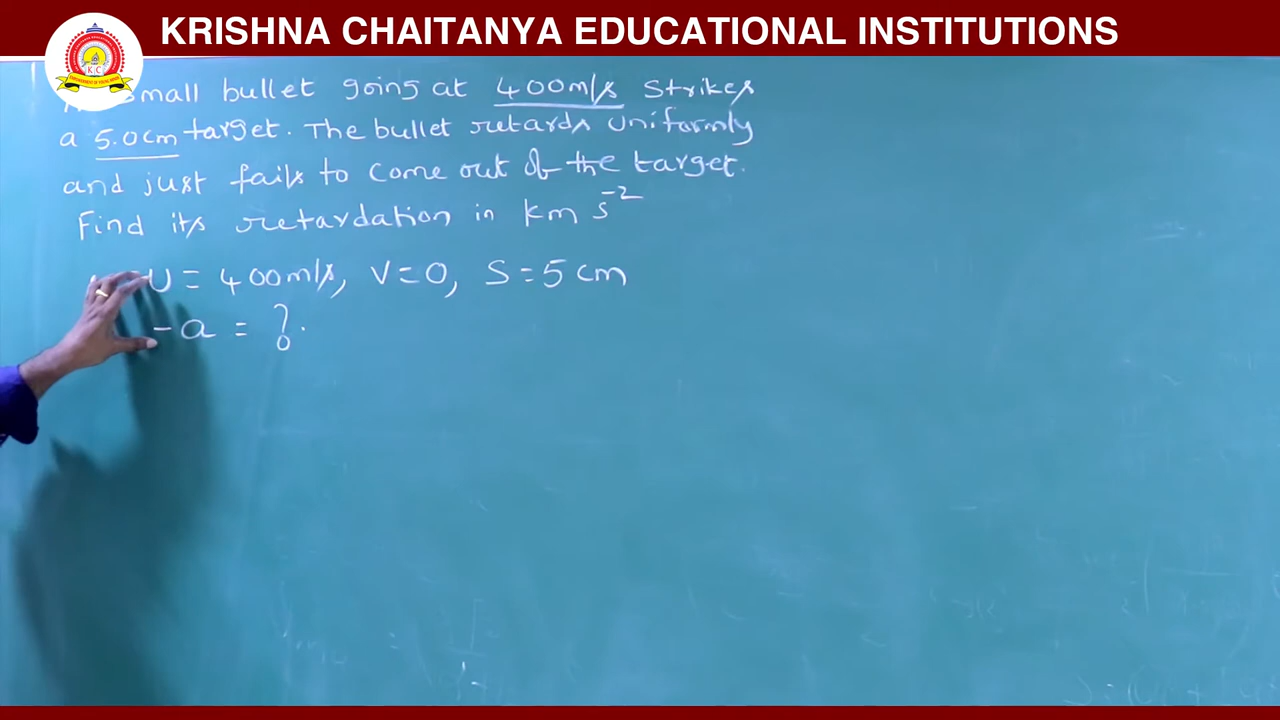 KRISHNA CHAITANYA EDUCATIONAL INSTITUTIONS
K C
small bullet going at 400m/s strikes
a 5.0cm target. The bullet retards uniformly
and just fails to come out of the target.
Find its retardation in km s⁻²
U = 400m/s, V=0, S=5cm
-a = ?.